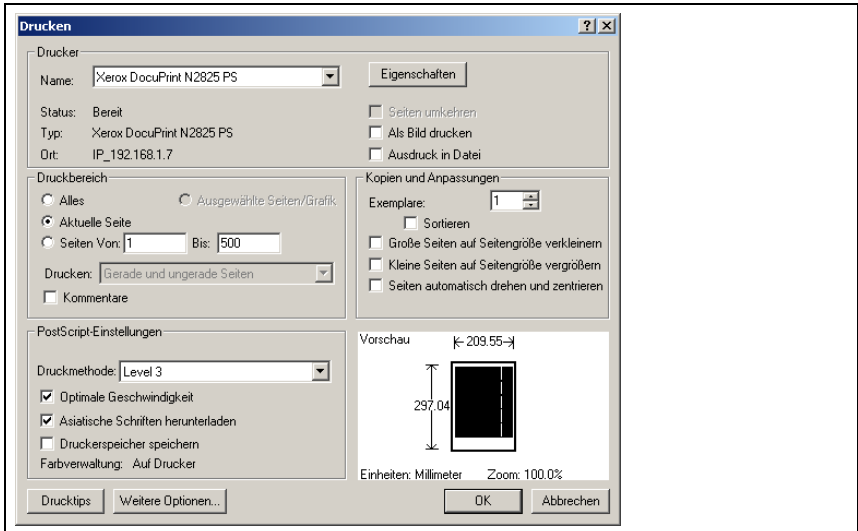 Drucken
Drucker
Name: Xerox DocuPrint N2825 PS
Eigenschaften
Status: Bereit
Seiten umkehren
Typ: Xerox DocuPrint N2825 PS
Als Bild drucken
Ort: IP_192.168.1.7
Ausdruck in Datei
Druckbereich
Alles
Ausgewählte Seiten/Grafik
Aktuelle Seite
Seiten Von: 1 Bis: 500
Drucken: Gerade und ungerade Seiten
Kommentare
Kopien und Anpassungen
Exemplare: 1
Sortieren
Große Seiten auf Seitengröße verkleinern
Kleine Seiten auf Seitengröße vergrößern
Seiten automatisch drehen und zentrieren
PostScript-Einstellungen
Druckmethode: Level 3
Optimale Geschwindigkeit
Asiatische Schriften herunterladen
Druckerspeicher speichern
Farbverwaltung: Auf Drucker
Vorschau
209.55
297.04
Einheiten: Millimeter Zoom: 100.0%
Drucktips
Weitere Optionen...
OK
Abbrechen